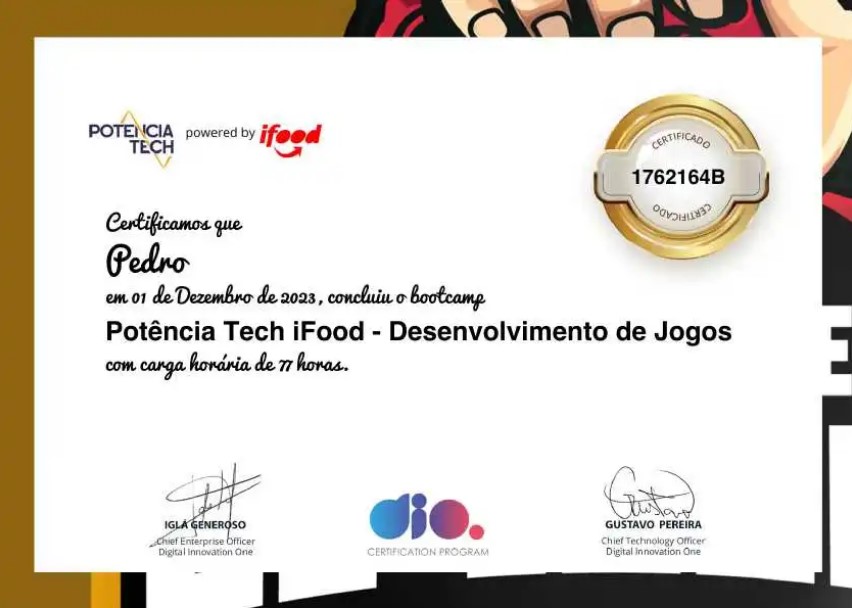 POTÊNCIA
TECH
powered by ifood
CERTIFICADO
1762164B
CERTIFICADO
Certificamos que
Pedro
em 01 de Dezembro de 2023, concluiu o bootcamp
Potência Tech iFood - Desenvolvimento de Jogos
com carga horária de 77 horas.
IGLÁ GENEROSO
Chief Enterprise Officer
Digital Innovation One
dio.
CERTIFICATION PROGRAM
GUSTAVO PEREIRA
Chief Technology Officer
Digital Innovation One